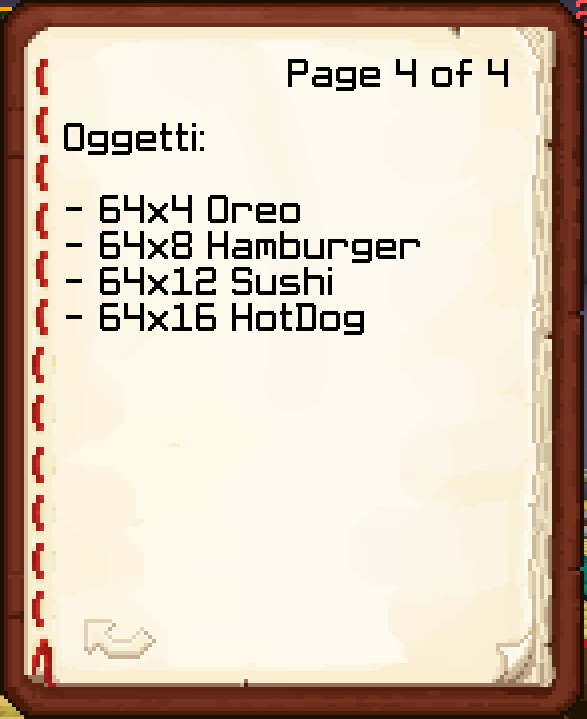 Page 4 of 4
Oggetti:
- 64x4 Oreo
- 64x8 Hamburger
- 64x12 Sushi
- 64x16 HotDog